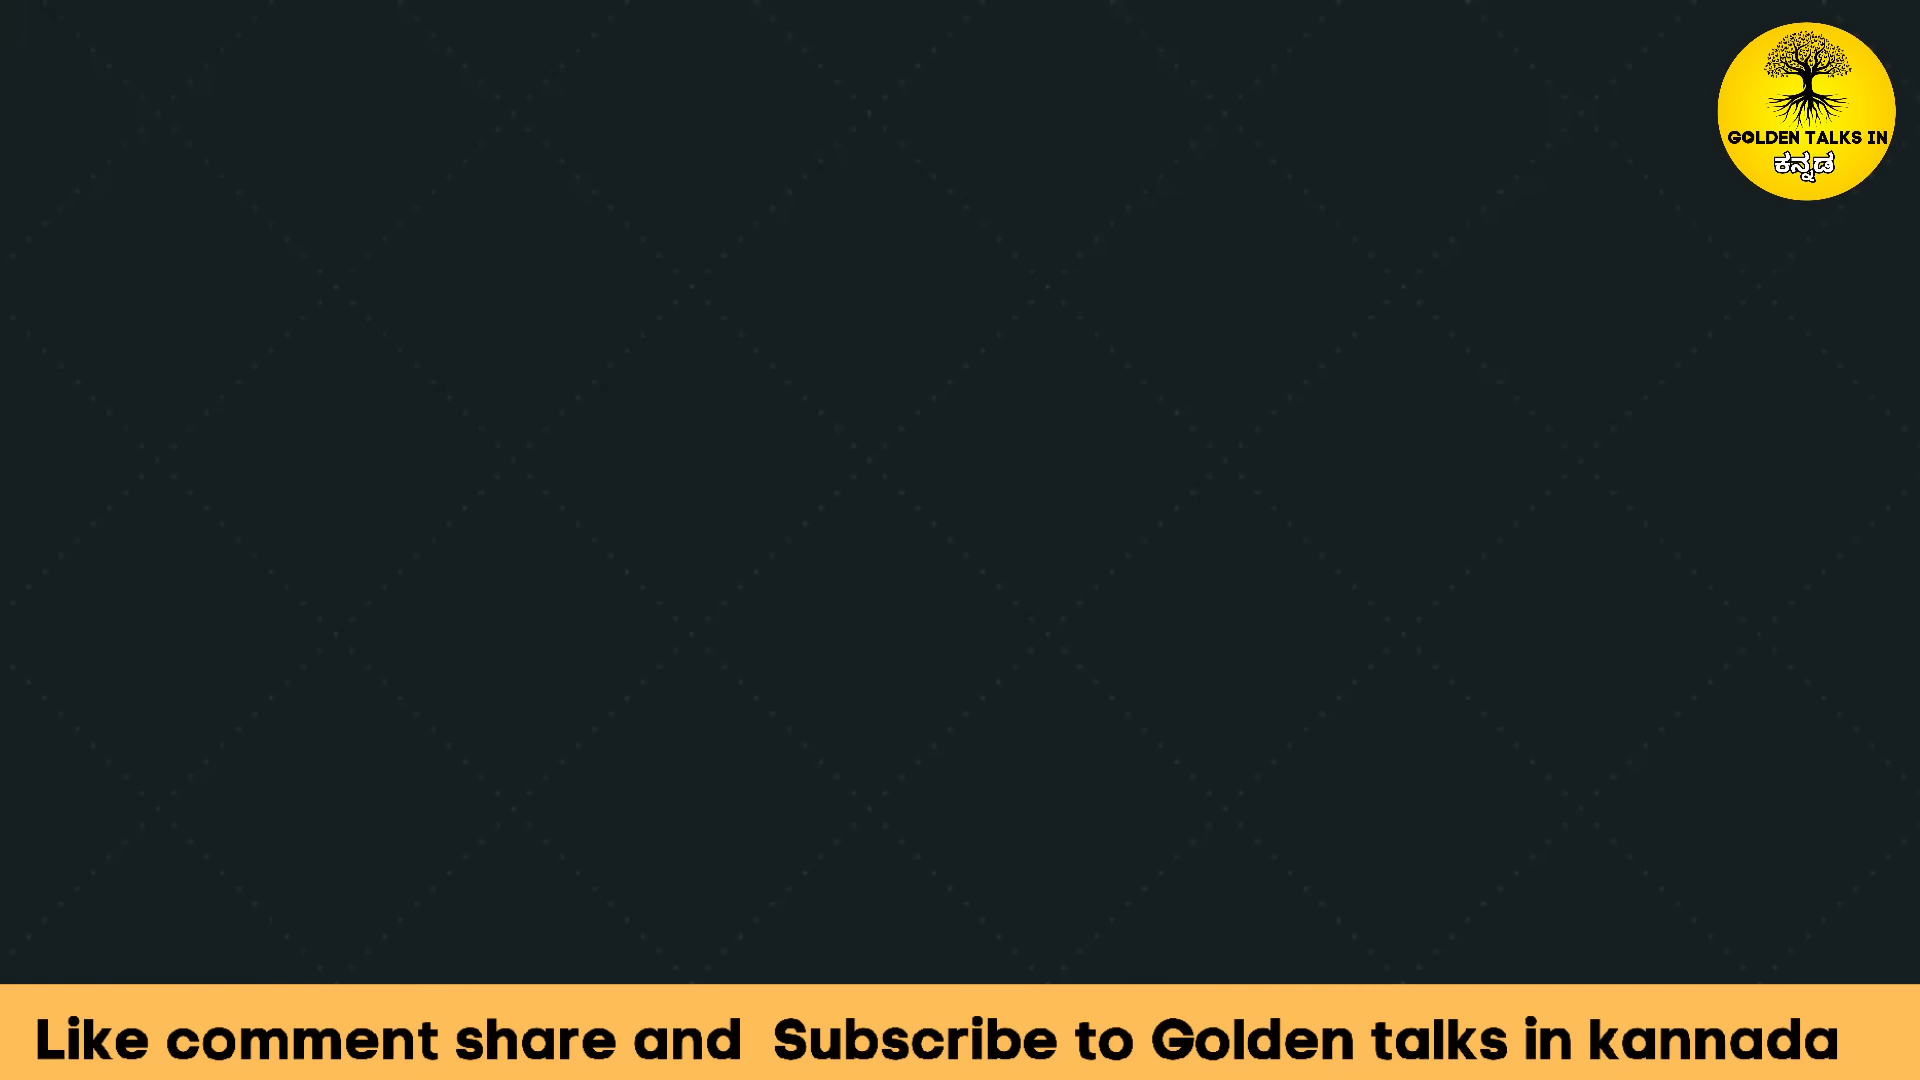 GOLDEN TALKS IN
ಕನ್ನಡ
Like comment share and Subscribe to Golden talks in kannada